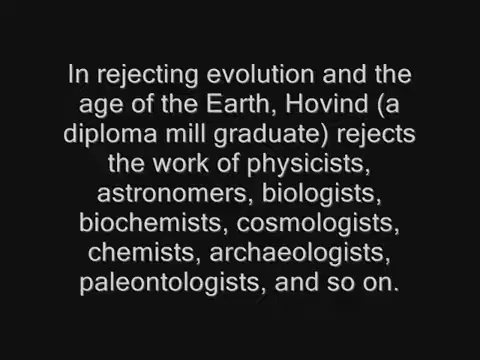 In rejecting evolution and the
age of the Earth, Hovind (a
diploma mill graduate) rejects
the work of physicists,
astronomers, biologists,
biochemists, cosmologists,
chemists, archaeologists,
paleontologists, and so on.